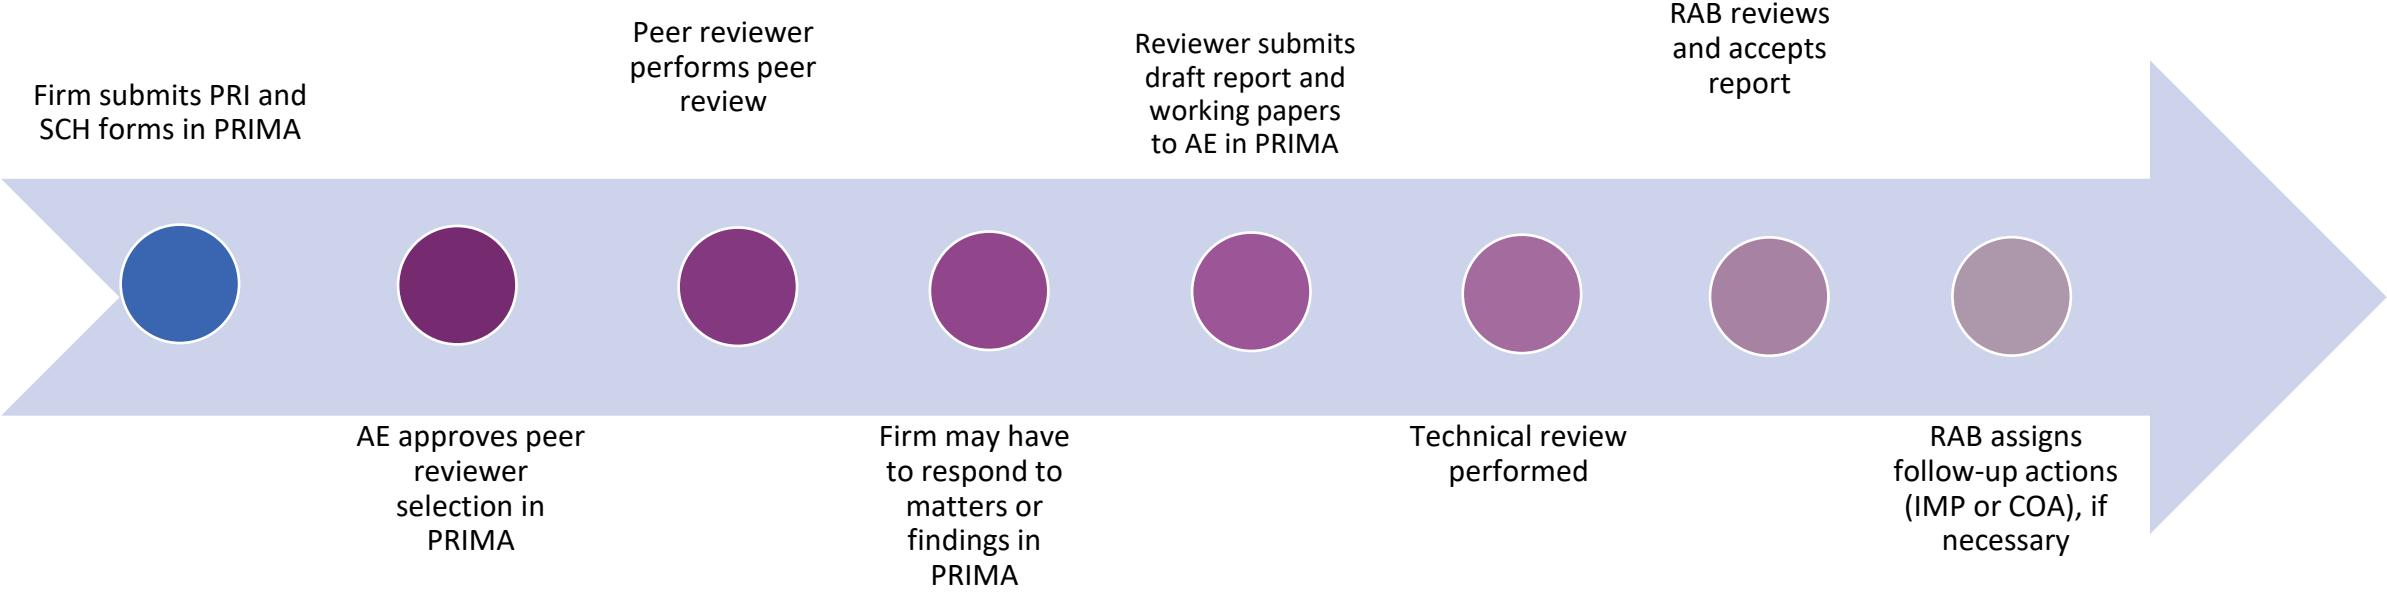 Firm submits PRI and
SCH forms in PRIMA
AE approves peer
reviewer
selection in
PRIMA
Peer reviewer
performs peer
review
Firm may have
to respond to
matters or
findings in
PRIMA
Reviewer submits
draft report and
working papers
to AE in PRIMA
Technical review
performed
RAB reviews
and accepts
report
RAB assigns
follow-up actions
(IMP or COA), if
necessary